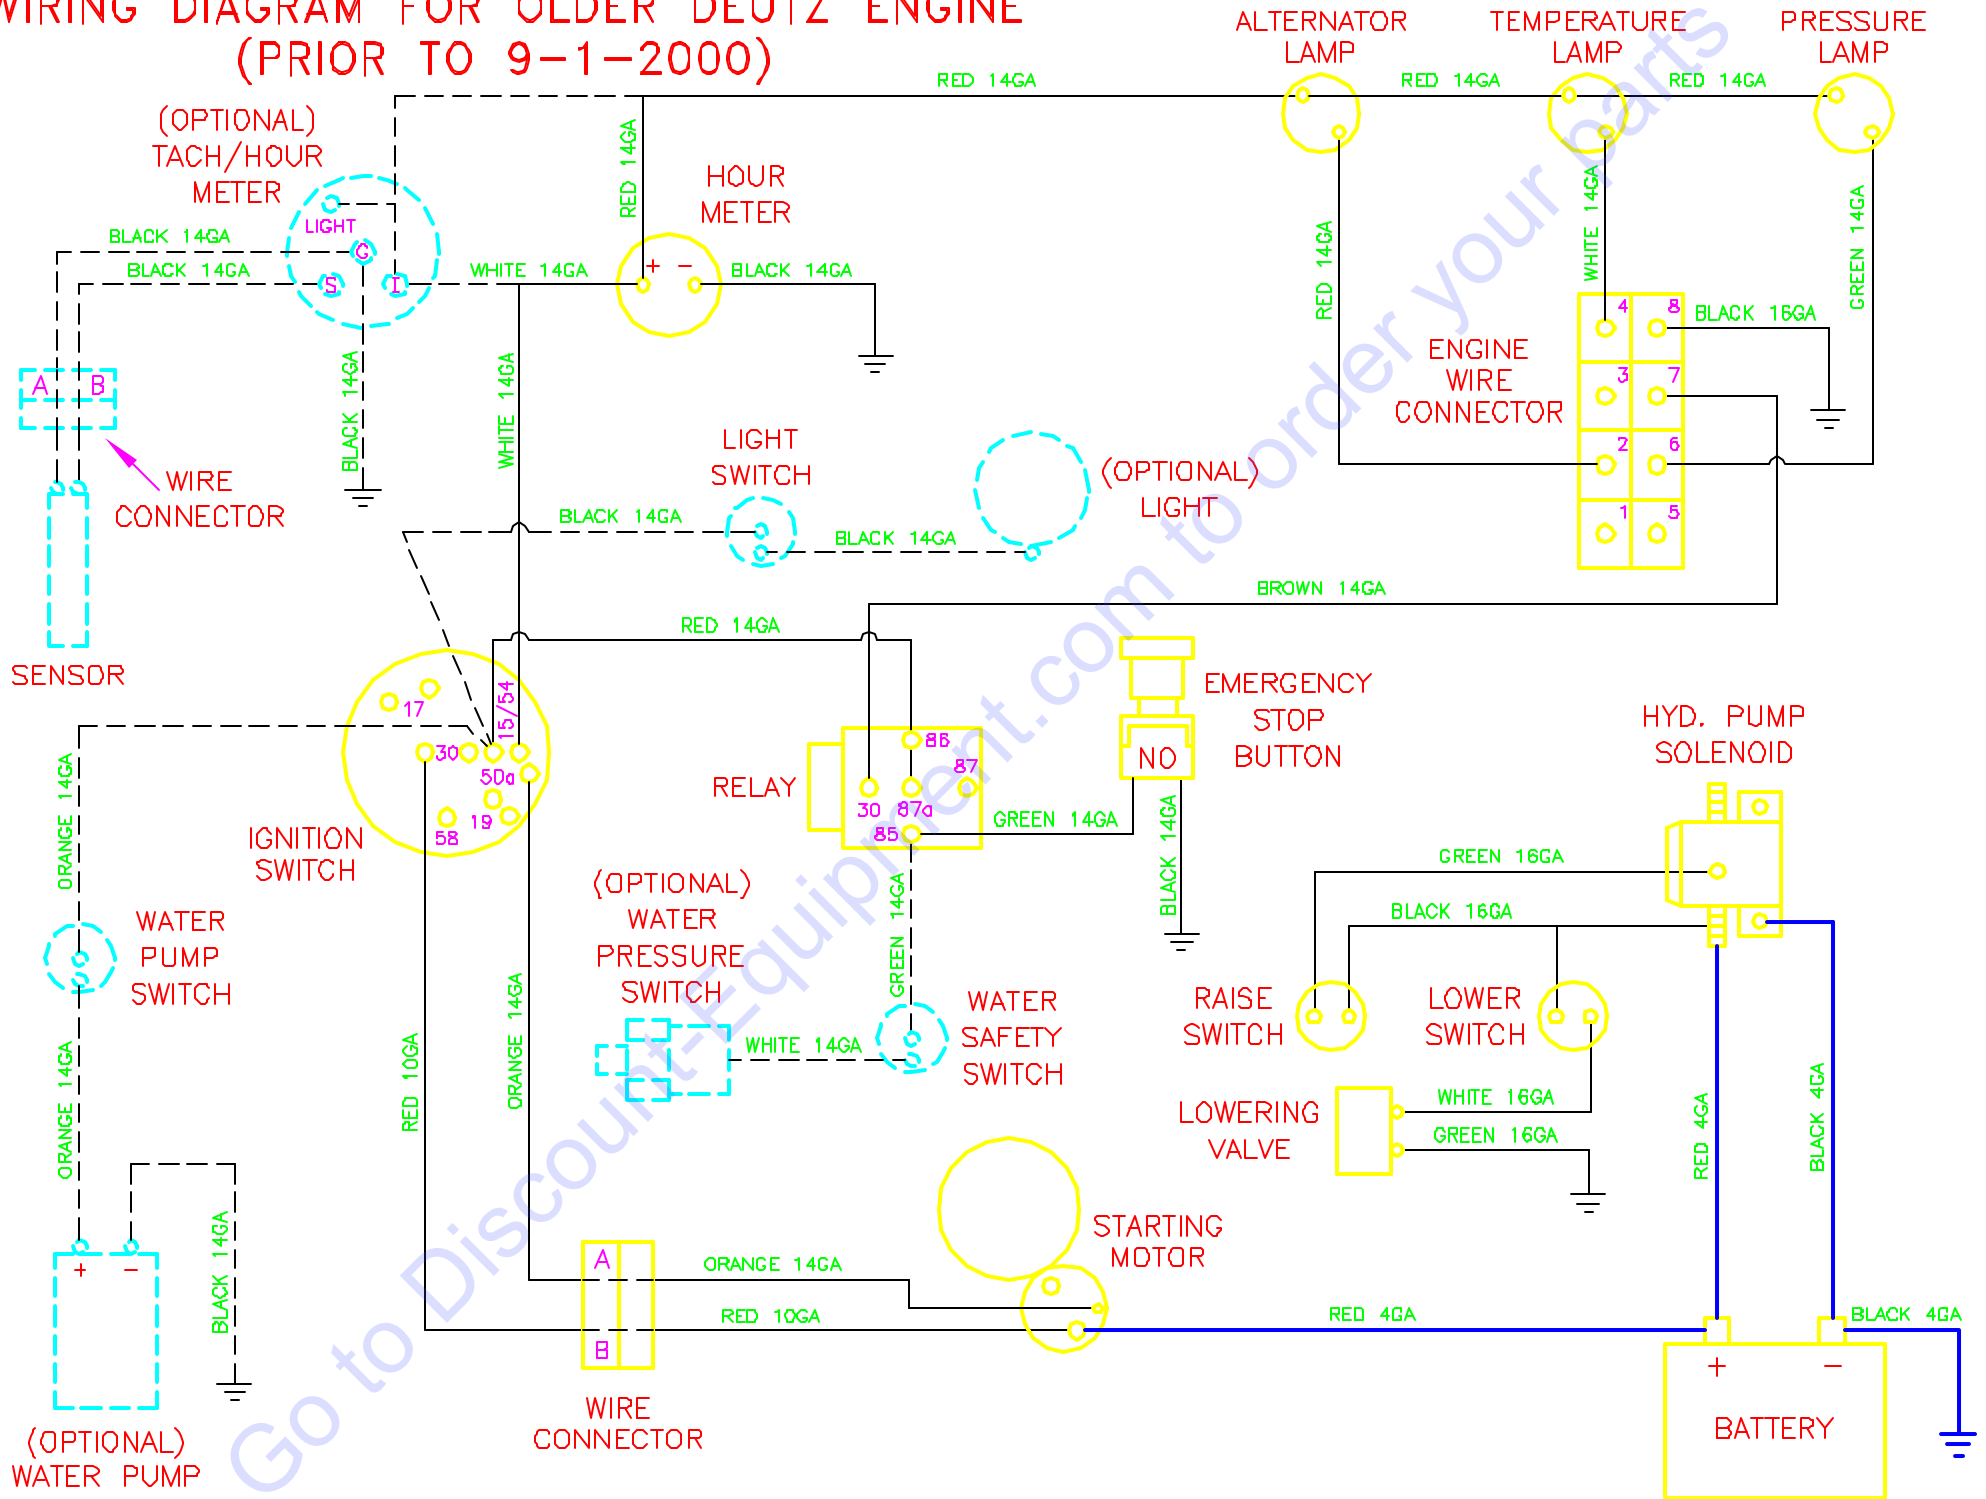 WIRING DIAGRAM FOR OLDER DEUTZ ENGINE
(PRIOR TO 9-1-2000)
ALTERNATOR
LAMP
TEMPERATURE
LAMP
PRESSURE
LAMP
RED 14GA
RED 14GA
RED 14GA
(OPTIONAL)
TACH/HOUR
METER
LIGHT
G
S
I
BLACK 14GA
BLACK 14GA
WHITE 14GA
RED 14GA
HOUR
METER
+ -
BLACK 14GA
RED 14GA
WHITE 14GA
GREEN 14GA
A B
WIRE
CONNECTOR
SENSOR
BLACK 14GA
WHITE 14GA
ENGINE
WIRE
CONNECTOR
4 8
3 7
2 6
1 5
BLACK 16GA
LIGHT
SWITCH
(OPTIONAL)
LIGHT
BLACK 14GA
BLACK 14GA
BROWN 14GA
RED 14GA
17
15/54
30
50a
19
58
IGNITION
SWITCH
ORANGE 14GA
RELAY
86
87
30
87a
85
GREEN 14GA
EMERGENCY
STOP
BUTTON
NO
BLACK 14GA
HYD. PUMP
SOLENOID
GREEN 16GA
BLACK 16GA
WATER
PUMP
SWITCH
ORANGE 14GA
(OPTIONAL)
WATER
PRESSURE
SWITCH
GREEN 14GA
WHITE 14GA
WATER
SAFETY
SWITCH
RED 10GA
ORANGE 14GA
RAISE
SWITCH
LOWER
SWITCH
LOWERING
VALVE
WHITE 16GA
GREEN 16GA
RED 4GA
BLACK 4GA
BLACK 14GA
+ -
(OPTIONAL)
WATER PUMP
A
B
WIRE
CONNECTOR
ORANGE 14GA
RED 10GA
STARTING
MOTOR
RED 4GA
BLACK 4GA
+ -
BATTERY
Go to Discount-Equipment.com to order your parts